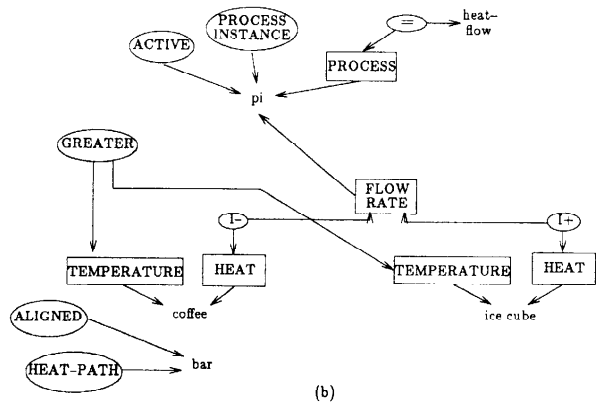 PROCESS
INSTANCE
ACTIVE
=
heat-
flow
PROCESS
pi
GREATER
FLOW
RATE
I-
I+
TEMPERATURE
HEAT
TEMPERATURE
HEAT
coffee
ice cube
ALIGNED
bar
HEAT-PATH
(b)